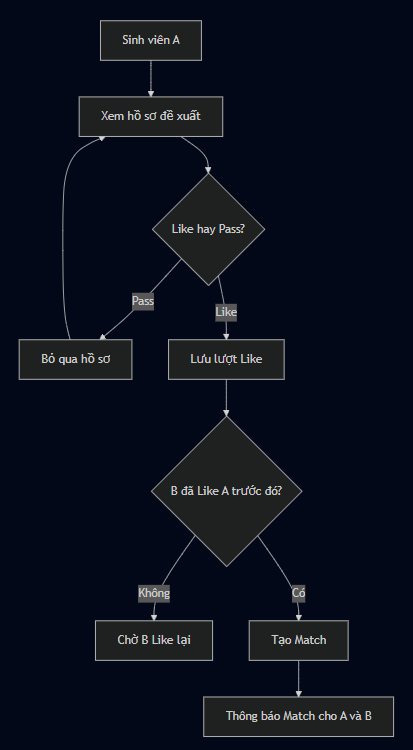 Sinh viên A
Xem hồ sơ đề xuất
Like hay Pass?
Pass
Like
Bỏ qua hồ sơ
Lưu lượt Like
B đã Like A trước đó?
Không
Có
Chờ B Like lại
Tạo Match
Thông báo Match cho A và B